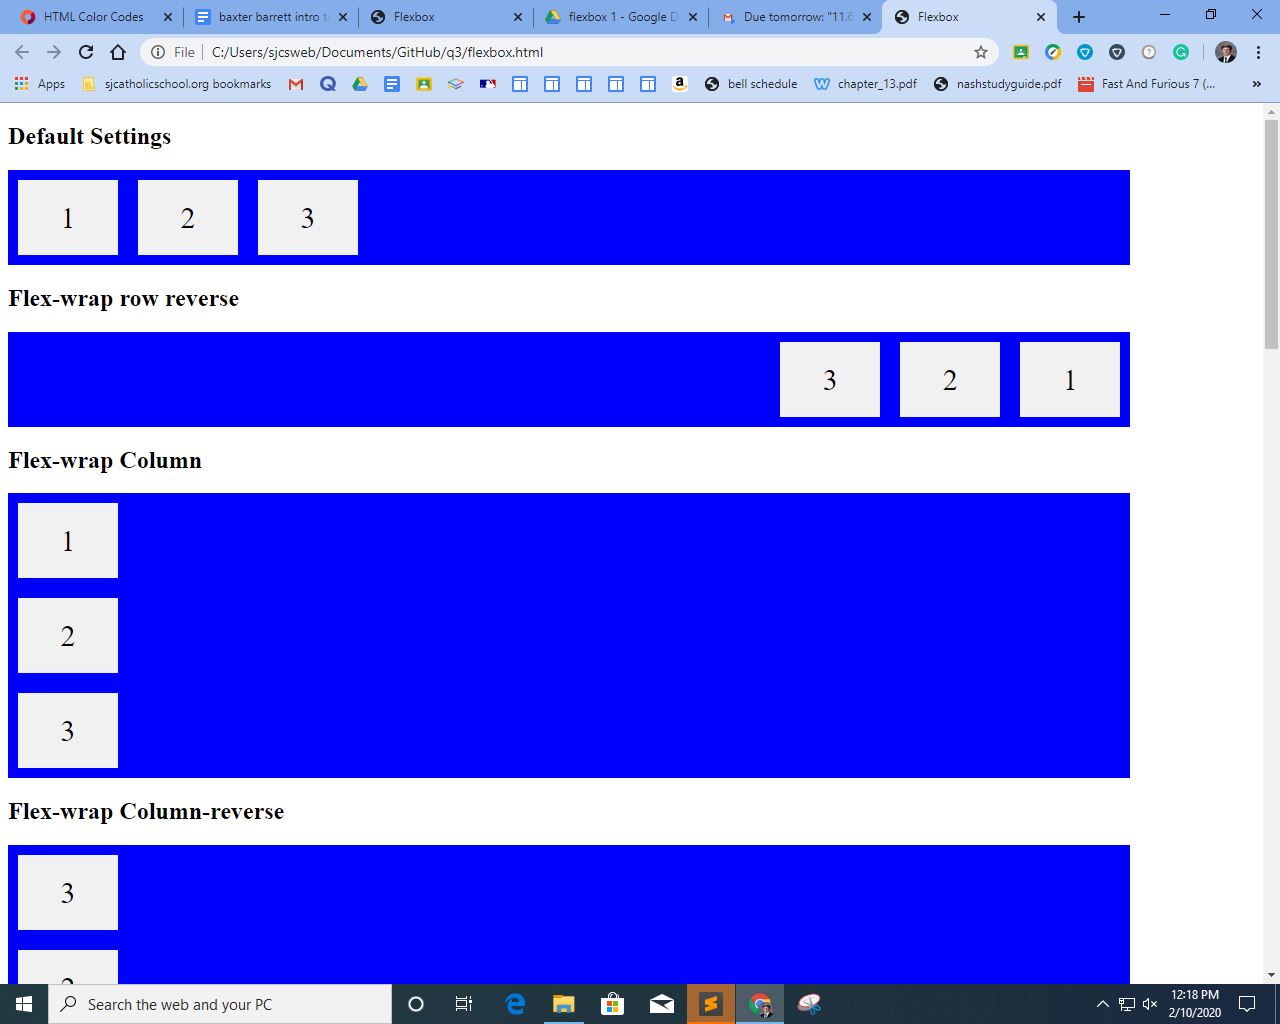 HTML Color Codes
baxter barrett intro t
Flexbox
flexbox 1 - Google D
Due tomorrow: "11.6
Flexbox
File
C:/Users/sjcsweb/Documents/GitHub/q3/flexbox.html
Apps
sjcatholicschool.org bookmarks
bell schedule
chapter_13.pdf
nashstudyguide.pdf
Fast And Furious 7 (...
»
Default Settings
1 2 3
Flex-wrap row reverse
3 2 1
Flex-wrap Column
1
2
3
Flex-wrap Column-reverse
3
Search the web and your PC
12:18 PM
2/10/2020